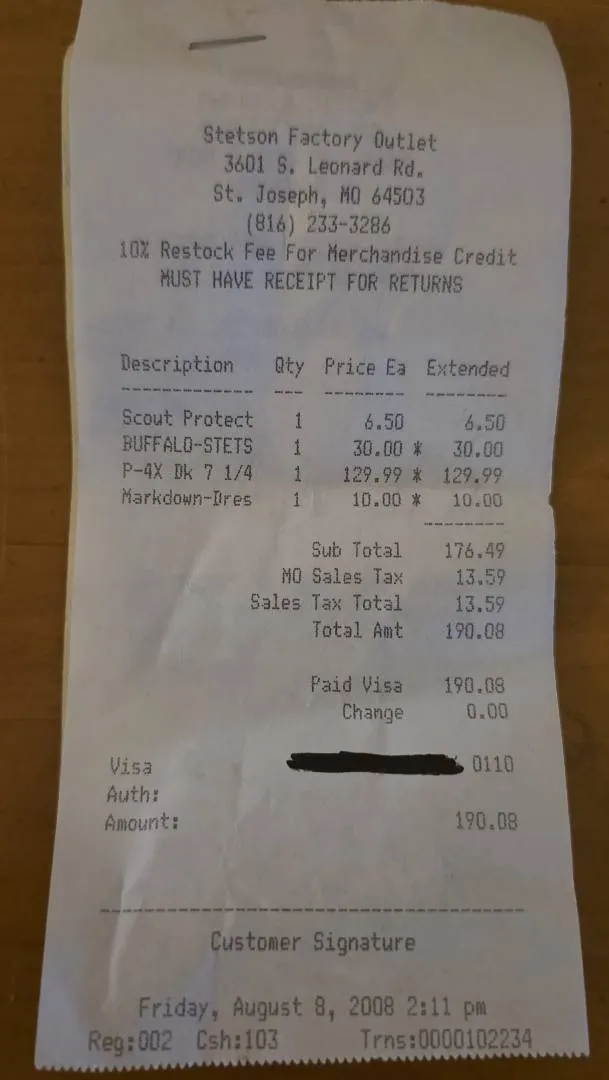 Stetson Factory Outlet
3601 S. Leonard Rd.
St. Joseph, MO 64503
(816) 233-3286
10% Restock Fee For Merchandise Credit
MUST HAVE RECEIPT FOR RETURNS
Description Qty Price Ea Extended
Scout Protect 1 6.50 6.50
BUFFALO-STETS 1 30.00 * 30.00
P-4X Dk 7 1/4 1 129.99 * 129.99
Markdown-Dres 1 10.00 * 10.00
Sub Total 176.49
MO Sales Tax 13.59
Sales Tax Total 13.59
Total Amt 190.08
Paid Visa 190.08
Change 0.00
Visa 0110
Auth:
Amount: 190.08
Customer Signature
Friday, August 8, 2008 2:11 pm
Reg:002 Csh:103 Trns:0000102234